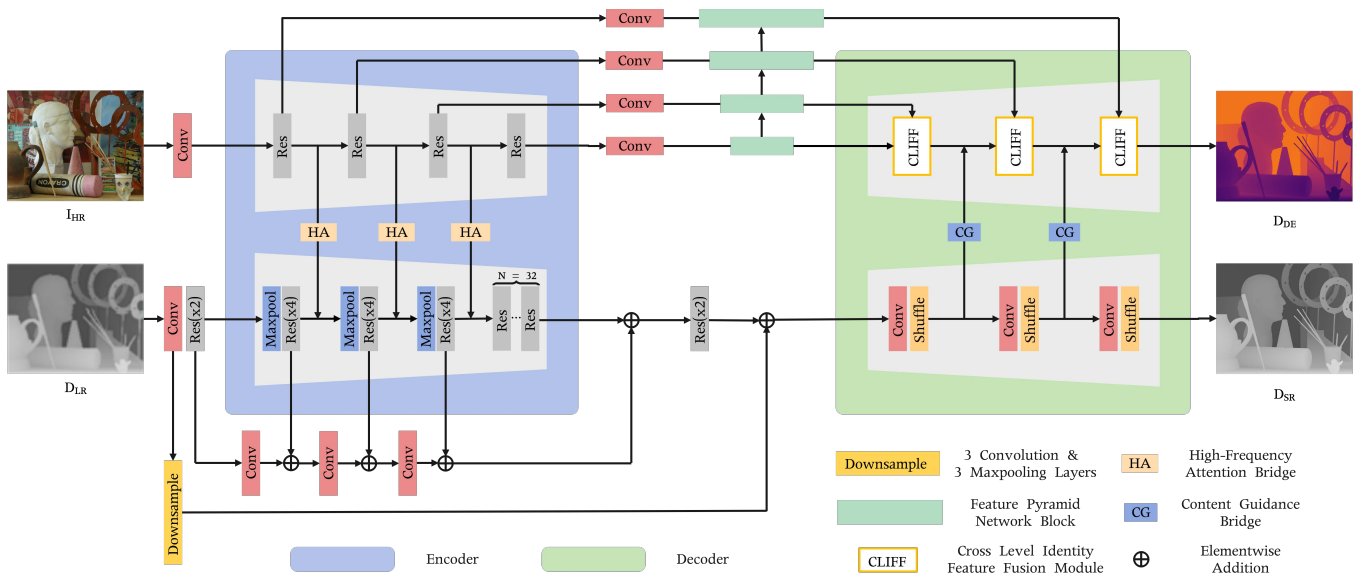 Conv
Conv
Conv
Conv
Conv
Res
Res
Res
Res
CLIFF
CLIFF
CLIFF
CRAYON
I_HR
D_DE
HA
HA
HA
CG
CG
N = 32
Conv
Res(x2)
Maxpool
Res(x4)
Maxpool
Res(x4)
Maxpool
Res(x4)
Res
...
Res
Res(x2)
Conv
Shuffle
Conv
Shuffle
Conv
Shuffle
D_LR
D_SR
Conv
Conv
Conv
Downsample
Downsample
3 Convolution &
3 Maxpooling Layers
HA
High-Frequency
Attention Bridge
Feature Pyramid
Network Block
CG
Content Guidance
Bridge
Encoder
Decoder
CLIFF
Cross Level Identity
Feature Fusion Module
Elementwise
Addition